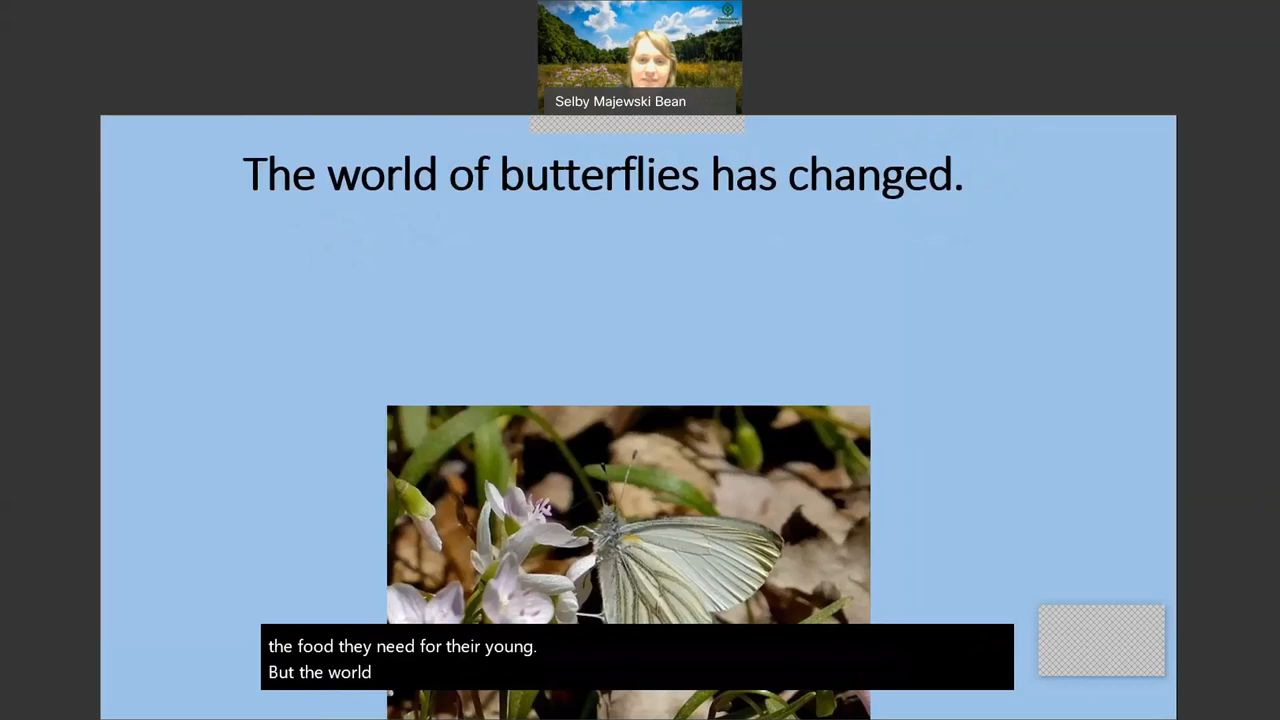 Selby Majewski Bean
The world of butterflies has changed.
the food they need for their young.
But the world